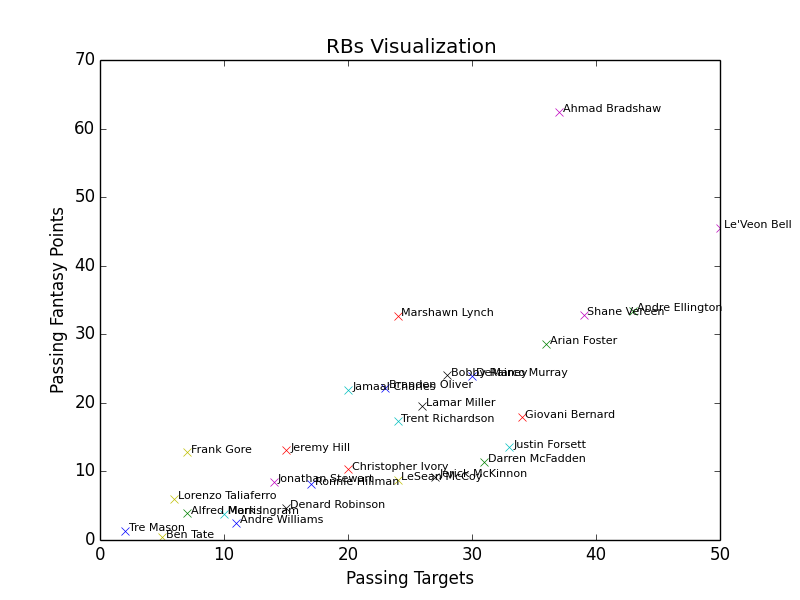 RBs Visualization
70
Ahmad Bradshaw
60
50
Le'Veon Bell
40
Andre Ellington
Shane Vereen
Marshawn Lynch
30
Arian Foster
Bobby Rainey
DeMarco Murray
Jamaal Charles
Branden Oliver
20
Lamar Miller
Giovani Bernard
Trent Richardson
Frank Gore
Jeremy Hill
Justin Forsett
Darren McFadden
10
Christopher Ivory
Jerick McKinnon
LeSean McCoy
Jonathan Stewart
Ronnie Hillman
Lorenzo Taliaferro
Denard Robinson
Alfred Morris
Mark Ingram
Andre Williams
Tre Mason
Ben Tate
0
0
10
20
30
40
50
Passing Targets
Passing Fantasy Points